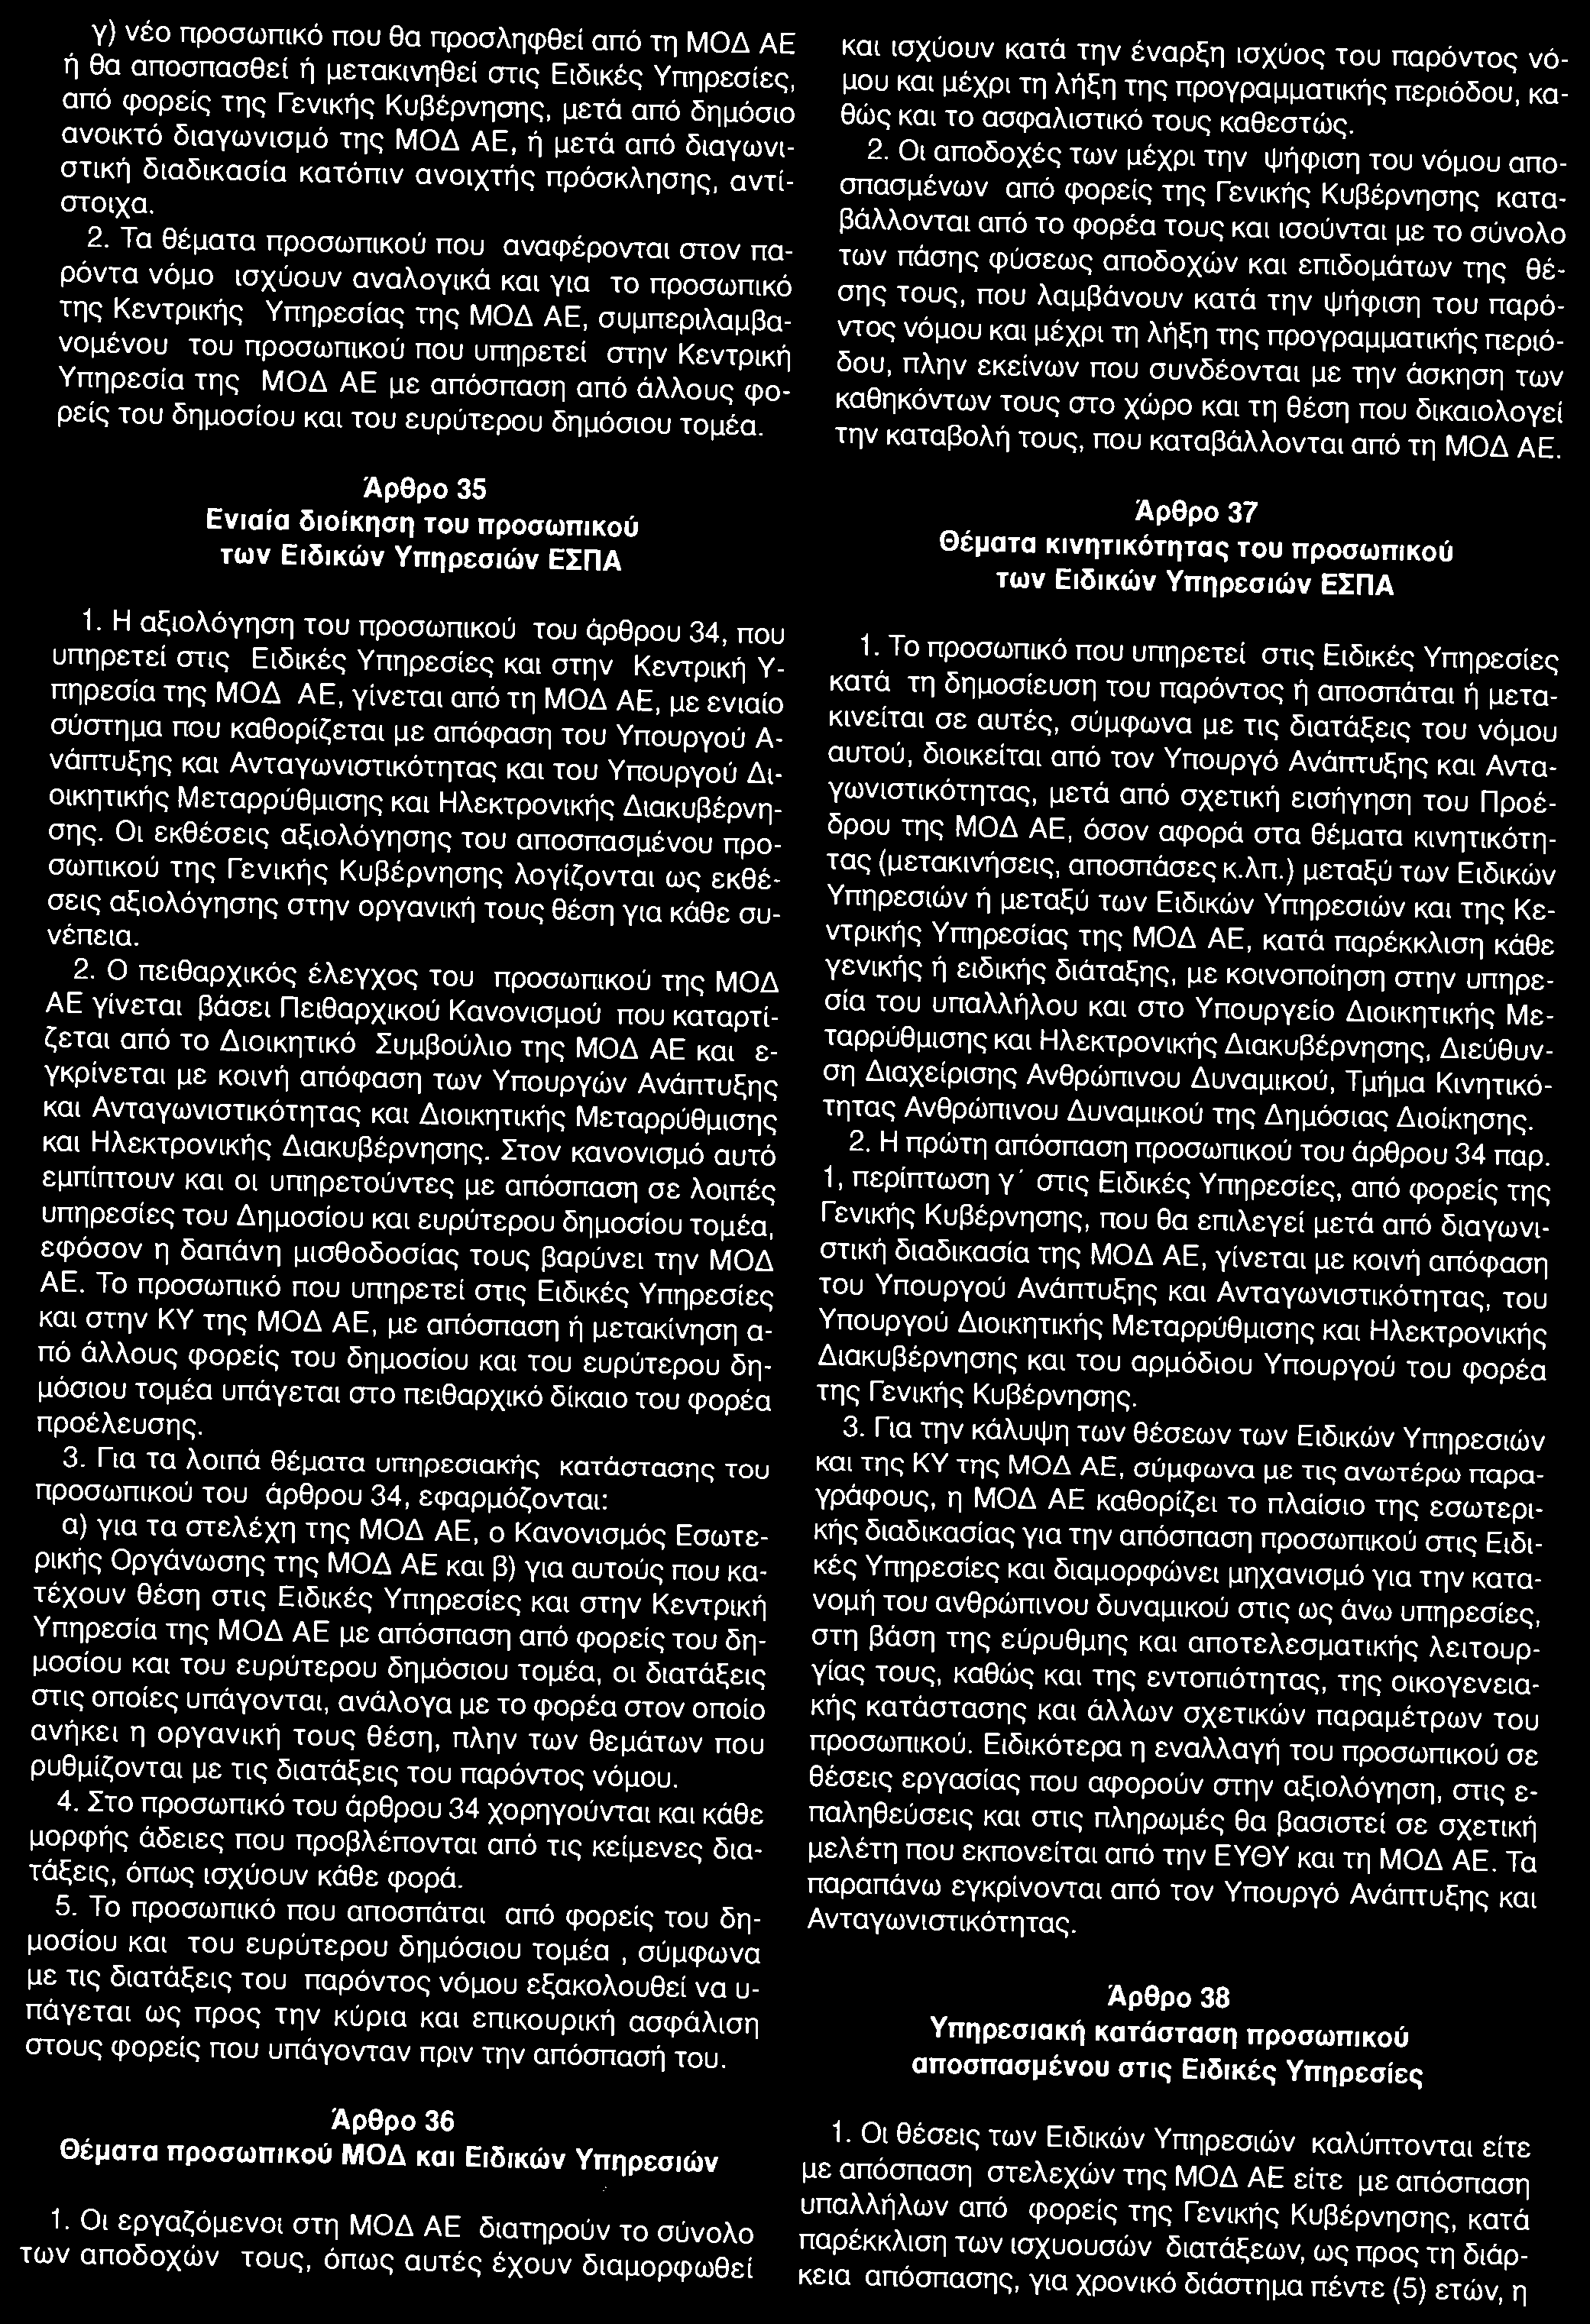 γ) νέο προσωπικό που θα προσληφθεί από τη ΜΟΔ ΑΕ
ή θα αποσπασθεί ή μετακινηθεί στις Ειδικές Υπηρεσίες,
από φορείς της Γενικής Κυβέρνησης, μετά από δημόσιο
ανοικτό διαγωνισμό της ΜΟΔ ΑΕ, ή μετά από διαγωνι-
στική διαδικασία κατόπιν ανοιχτής πρόσκλησης, αντί-
στοιχα.
2. Τα θέματα προσωπικού που αναφέρονται στον πα-
ρόντα νόμο ισχύουν αναλογικά και για το προσωπικό
της Κεντρικής Υπηρεσίας της ΜΟΔ ΑΕ, συμπεριλαμβα-
νομένου του προσωπικού που υπηρετεί στην Κεντρική
Υπηρεσία της ΜΟΔ ΑΕ με απόσπαση από άλλους φο-
ρείς του δημοσίου και του ευρύτερου δημόσιου τομέα.
Άρθρο 35
Ενιαία διοίκηση του προσωπικού
των Ειδικών Υπηρεσιών ΕΣΠΑ
1. Η αξιολόγηση του προσωπικού του άρθρου 34, που
υπηρετεί στις Ειδικές Υπηρεσίες και στην Κεντρική Υ-
πηρεσία της ΜΟΔ ΑΕ, γίνεται από τη ΜΟΔ ΑΕ, με ενιαίο
σύστημα που καθορίζεται με απόφαση του Υπουργού Α-
νάπτυξης και Ανταγωνιστικότητας και του Υπουργού Δι-
οικητικής Μεταρρύθμισης και Ηλεκτρονικής Διακυβέρνη-
σης. Οι εκθέσεις αξιολόγησης του αποσπασμένου προ-
σωπικού της Γενικής Κυβέρνησης λογίζονται ως εκθέ-
σεις αξιολόγησης στην οργανική τους θέση για κάθε συ-
νέπεια.
2. Ο πειθαρχικός έλεγχος του προσωπικού της ΜΟΔ
ΑΕ γίνεται βάσει Πειθαρχικού Κανονισμού που καταρτί-
ζεται από το Διοικητικό Συμβούλιο της ΜΟΔ ΑΕ και ε-
γκρίνεται με κοινή απόφαση των Υπουργών Ανάπτυξης
και Ανταγωνιστικότητας και Διοικητικής Μεταρρύθμισης
και Ηλεκτρονικής Διακυβέρνησης. Στον κανονισμό αυτό
εμπίπτουν και οι υπηρετούντες με απόσπαση σε λοιπές
υπηρεσίες του Δημοσίου και ευρύτερου δημοσίου τομέα,
εφόσον η δαπάνη μισθοδοσίας τους βαρύνει την ΜΟΔ
ΑΕ. Το προσωπικό που υπηρετεί στις Ειδικές Υπηρεσίες
και στην ΚΥ της ΜΟΔ ΑΕ, με απόσπαση ή μετακίνηση α-
πό άλλους φορείς του δημοσίου και του ευρύτερου δη-
μόσιου τομέα υπάγεται στο πειθαρχικό δίκαιο του φορέα
προέλευσης.
3. Για τα λοιπά θέματα υπηρεσιακής κατάστασης του
προσωπικού του άρθρου 34, εφαρμόζονται:
α) για τα στελέχη της ΜΟΔ ΑΕ, ο Κανονισμός Εσωτε-
ρικής Οργάνωσης της ΜΟΔ ΑΕ και β) για αυτούς που κα-
τέχουν θέση στις Ειδικές Υπηρεσίες και στην Κεντρική
Υπηρεσία της ΜΟΔ ΑΕ με απόσπαση από φορείς του δη-
μοσίου και του ευρύτερου δημόσιου τομέα, οι διατάξεις
στις οποίες υπάγονται, ανάλογα με το φορέα στον οποίο
ανήκει η οργανική τους θέση, πλην των θεμάτων που
ρυθμίζονται με τις διατάξεις του παρόντος νόμου.
4. Στο προσωπικό του άρθρου 34 χορηγούνται και κάθε
μορφής άδειες που προβλέπονται από τις κείμενες δια-
τάξεις, όπως ισχύουν κάθε φορά.
5. Το προσωπικό που αποσπάται από φορείς του δη-
μοσίου και του ευρύτερου δημόσιου τομέα , σύμφωνα
με τις διατάξεις του παρόντος νόμου εξακολουθεί να υ-
πάγεται ως προς την κύρια και επικουρική ασφάλιση
στους φορείς που υπάγονταν πριν την απόσπασή του.
Άρθρο 36
Θέματα προσωπικού ΜΟΔ και Ειδικών Υπηρεσιών
1. Οι εργαζόμενοι στη ΜΟΔ ΑΕ διατηρούν το σύνολο
των αποδοχών τους, όπως αυτές έχουν διαμορφωθεί
και ισχύουν κατά την έναρξη ισχύος του παρόντος νό-
μου και μέχρι τη λήξη της προγραμματικής περιόδου, κα-
θώς και το ασφαλιστικό τους καθεστώς.
2. Οι αποδοχές των μέχρι την ψήφιση του νόμου απο-
σπασμένων από φορείς της Γενικής Κυβέρνησης κατα-
βάλλονται από το φορέα τους και ισούνται με το σύνολο
των πάσης φύσεως αποδοχών και επιδομάτων της θέ-
σης τους, που λαμβάνουν κατά την ψήφιση του παρό-
ντος νόμου και μέχρι τη λήξη της προγραμματικής περιό-
δου, πλην εκείνων που συνδέονται με την άσκηση των
καθηκόντων τους στο χώρο και τη θέση που δικαιολογεί
την καταβολή τους, που καταβάλλονται από τη ΜΟΔ ΑΕ.
Άρθρο 37
Θέματα κινητικότητας του προσωπικού
των Ειδικών Υπηρεσιών ΕΣΠΑ
1. Το προσωπικό που υπηρετεί στις Ειδικές Υπηρεσίες
κατά τη δημοσίευση του παρόντος ή αποσπάται ή μετα-
κινείται σε αυτές, σύμφωνα με τις διατάξεις του νόμου
αυτού, διοικείται από τον Υπουργό Ανάπτυξης και Αντα-
γωνιστικότητας, μετά από σχετική εισήγηση του Προέ-
δρου της ΜΟΔ ΑΕ, όσον αφορά στα θέματα κινητικότη-
τας (μετακινήσεις, αποσπάσες κ.λπ.) μεταξύ των Ειδικών
Υπηρεσιών ή μεταξύ των Ειδικών Υπηρεσιών και της Κε-
ντρικής Υπηρεσίας της ΜΟΔ ΑΕ, κατά παρέκκλιση κάθε
γενικής ή ειδικής διάταξης, με κοινοποίηση στην υπηρε-
σία του υπαλλήλου και στο Υπουργείο Διοικητικής Με-
ταρρύθμισης και Ηλεκτρονικής Διακυβέρνησης, Διεύθυν-
ση Διαχείρισης Ανθρώπινου Δυναμικού, Τμήμα Κινητικό-
τητας Ανθρώπινου Δυναμικού της Δημόσιας Διοίκησης.
2. Η πρώτη απόσπαση προσωπικού του άρθρου 34 παρ.
1, περίπτωση γ΄ στις Ειδικές Υπηρεσίες, από φορείς της
Γενικής Κυβέρνησης, που θα επιλεγεί μετά από διαγωνι-
στική διαδικασία της ΜΟΔ ΑΕ, γίνεται με κοινή απόφαση
του Υπουργού Ανάπτυξης και Ανταγωνιστικότητας, του
Υπουργού Διοικητικής Μεταρρύθμισης και Ηλεκτρονικής
Διακυβέρνησης και του αρμόδιου Υπουργού του φορέα
της Γενικής Κυβέρνησης.
3. Για την κάλυψη των θέσεων των Ειδικών Υπηρεσιών
και της ΚΥ της ΜΟΔ ΑΕ, σύμφωνα με τις ανωτέρω παρα-
γράφους, η ΜΟΔ ΑΕ καθορίζει το πλαίσιο της εσωτερι-
κής διαδικασίας για την απόσπαση προσωπικού στις Ειδι-
κές Υπηρεσίες και διαμορφώνει μηχανισμό για την κατα-
νομή του ανθρώπινου δυναμικού στις ως άνω υπηρεσίες,
στη βάση της εύρυθμης και αποτελεσματικής λειτουρ-
γίας τους, καθώς και της εντοπιότητας, της οικογενεια-
κής κατάστασης και άλλων σχετικών παραμέτρων του
προσωπικού. Ειδικότερα η εναλλαγή του προσωπικού σε
θέσεις εργασίας που αφορούν στην αξιολόγηση, στις ε-
παληθεύσεις και στις πληρωμές θα βασιστεί σε σχετική
μελέτη που εκπονείται από την ΕΥΘΥ και τη ΜΟΔ ΑΕ. Τα
παραπάνω εγκρίνονται από τον Υπουργό Ανάπτυξης και
Ανταγωνιστικότητας.
Άρθρο 38
Υπηρεσιακή κατάσταση προσωπικού
αποσπασμένου στις Ειδικές Υπηρεσίες
1. Οι θέσεις των Ειδικών Υπηρεσιών καλύπτονται είτε
με απόσπαση στελεχών της ΜΟΔ ΑΕ είτε με απόσπαση
υπαλλήλων από φορείς της Γενικής Κυβέρνησης, κατά
παρέκκλιση των ισχυουσών διατάξεων, ως προς τη διάρ-
κεια απόσπασης, για χρονικό διάστημα πέντε (5) ετών, η